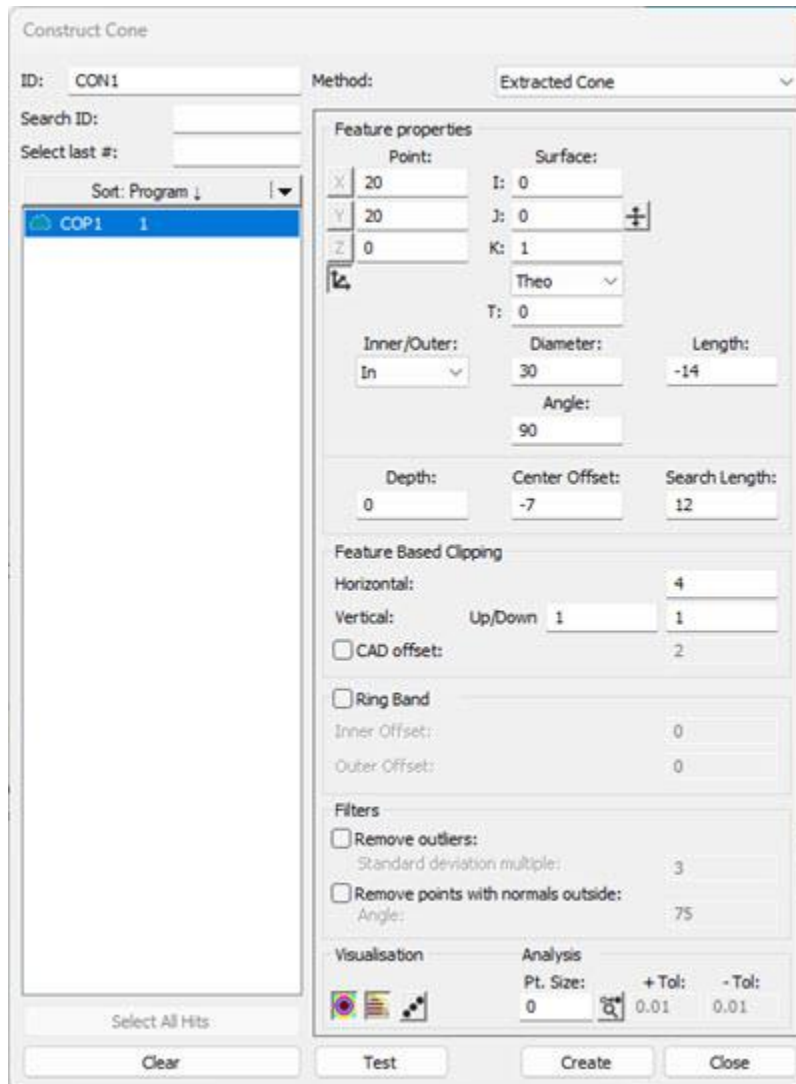 Construct Cone
ID: CON1
Method: Extracted Cone
Search ID:
Select last #:
Sort: Program ↓
COP1 1
Feature properties
Point: Surface:
X 20 I: 0
Y 20 J: 0
Z 0 K: 1
Theo
T: 0
Inner/Outer: Diameter: Length:
In 30 -14
Angle:
90
Depth: Center Offset: Search Length:
0 -7 12
Feature Based Clipping
Horizontal: 4
Vertical: Up/Down 1 1
CAD offset: 2
Ring Band
Inner Offset: 0
Outer Offset: 0
Filters
Remove outliers:
Standard deviation multiple: 3
Remove points with normals outside:
Angle: 75
Visualisation Analysis
Pt. Size: + Tol: - Tol:
0 0.01 0.01
Select All Hits
Clear Test Create Close